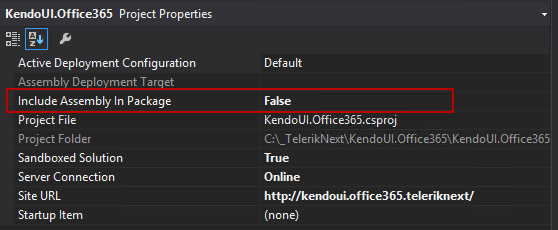 KendoUI.Office365 Project Properties
Active Deployment Configuration Default
Assembly Deployment Target
Include Assembly In Package False
Project File KendoUI.Office365.csproj
Project Folder C:\_TelerikNext\KendoUI.Office365\KendoUI.Office365
Sandboxed Solution True
Server Connection Online
Site URL http://kendoui.office365.teleriknext/
Startup Item (none)